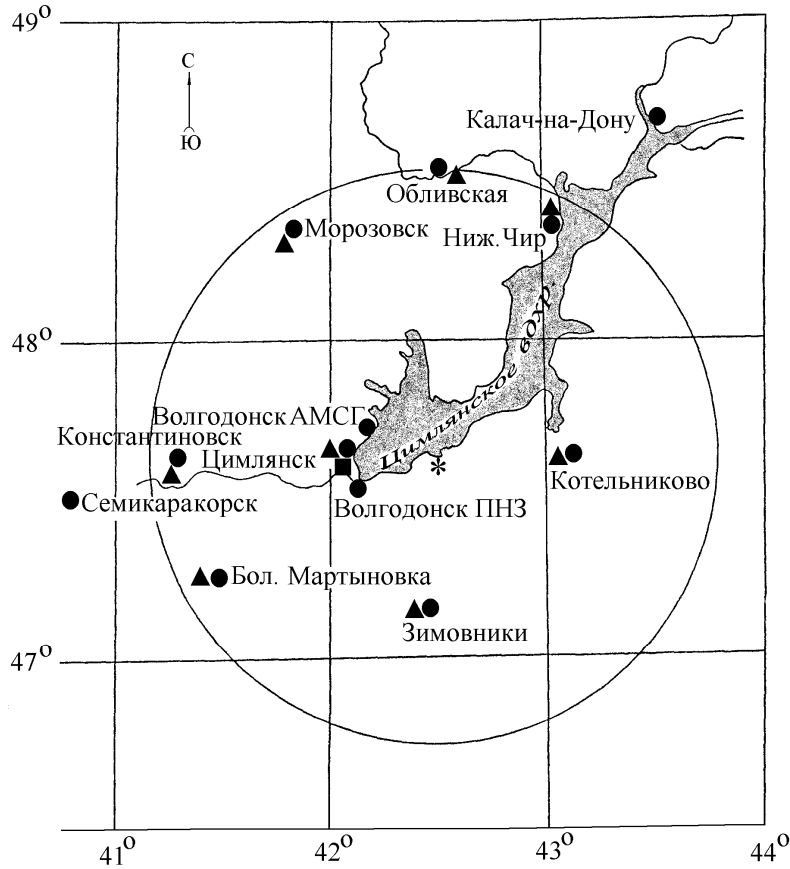 49⁰
С
Ю
Калач-на-Дону
Обливская
Морозовск
Ниж.Чир
48⁰
Цимлянское вохр.
Волгодонск АМСГ
Константиновск
Цимлянск
Котельниково
Семикаракорск
Волгодонск ПНЗ
Бол. Мартыновка
Зимовники
47⁰
41⁰ 42⁰ 43⁰ 44⁰